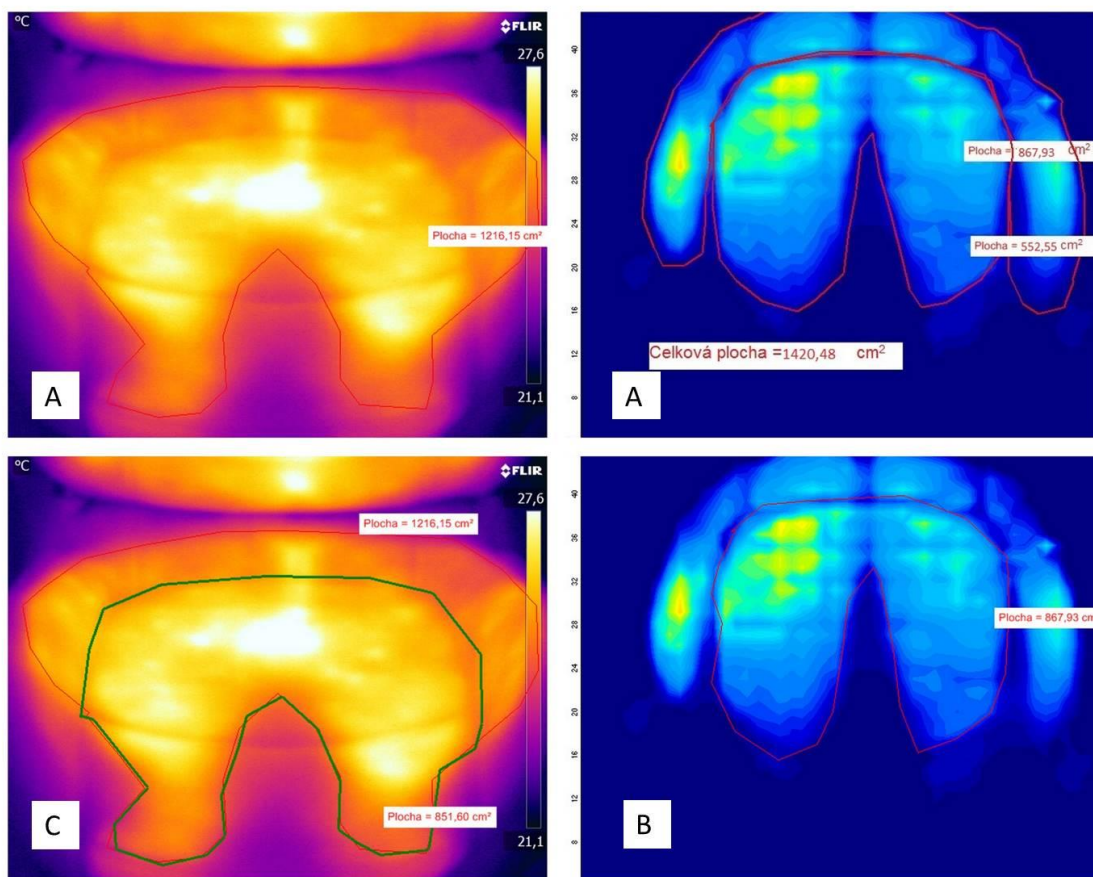 °C
FLIR
27,6
Plocha = 1216,15 cm²
21,1
A
40
36
32
28
24
20
16
12
8
Plocha = 867,93 cm²
Plocha = 552,55 cm²
Celková plocha =1420,48 cm²
A
°C
FLIR
27,6
Plocha = 1216,15 cm²
Plocha = 851,60 cm²
21,1
C
40
36
32
28
24
20
16
12
8
Plocha = 867,93 cm
B